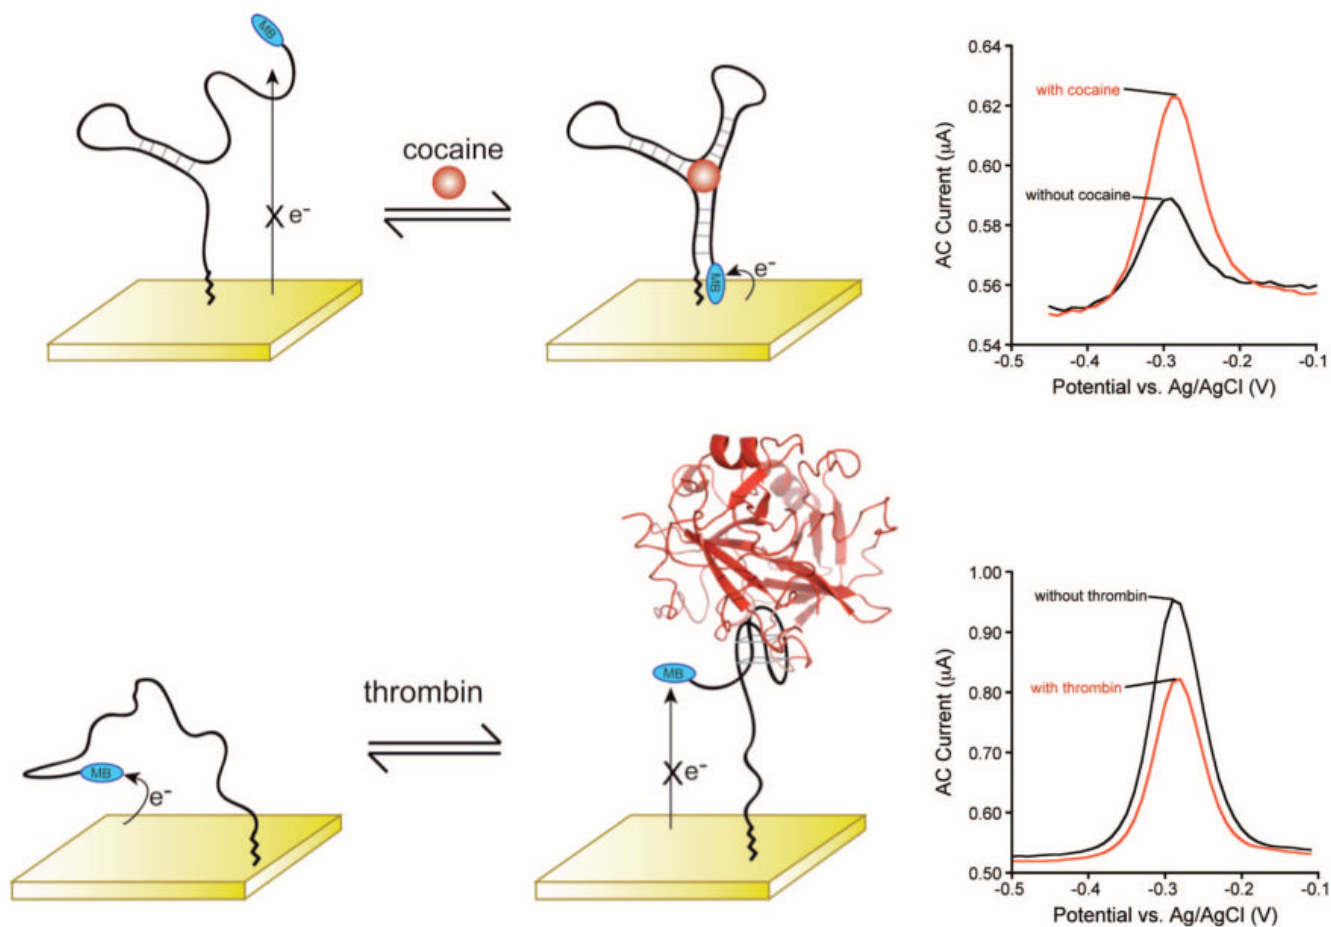 MB
e-
cocaine
MB
e-
0.64
0.62
0.60
0.58
0.56
0.54
AC Current (μA)
with cocaine
without cocaine
-0.5
-0.4
-0.3
-0.2
-0.1
Potential vs. Ag/AgCl (V)
MB
e-
thrombin
MB
e-
1.00
0.90
0.80
0.70
0.60
0.50
AC Current (μA)
without thrombin
with thrombin
-0.5
-0.4
-0.3
-0.2
-0.1
Potential vs. Ag/AgCl (V)